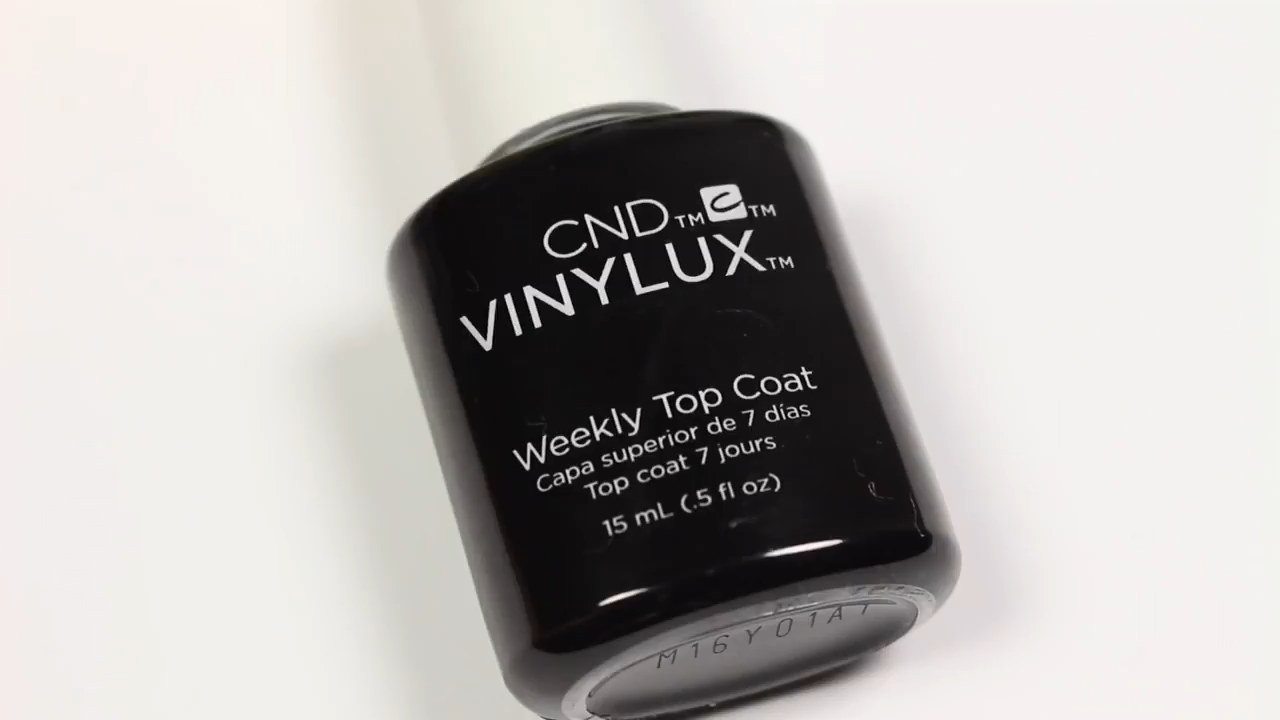 CND™ ™
VINYLUX™
Weekly Top Coat
Capa superior de 7 días
Top coat 7 jours
15 mL (.5 fl oz)